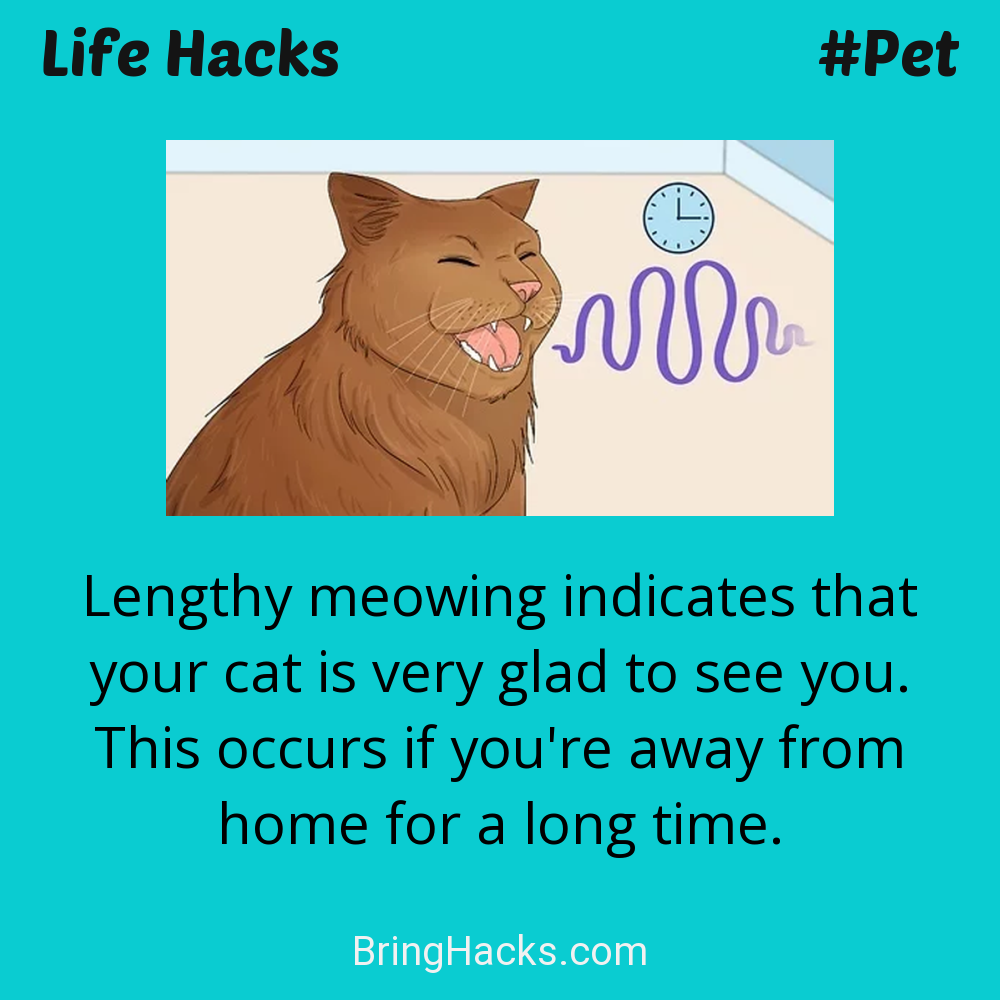 Life Hacks
#Pet
Lengthy meowing indicates that
your cat is very glad to see you.
This occurs if you're away from
home for a long time.
BringHacks.com